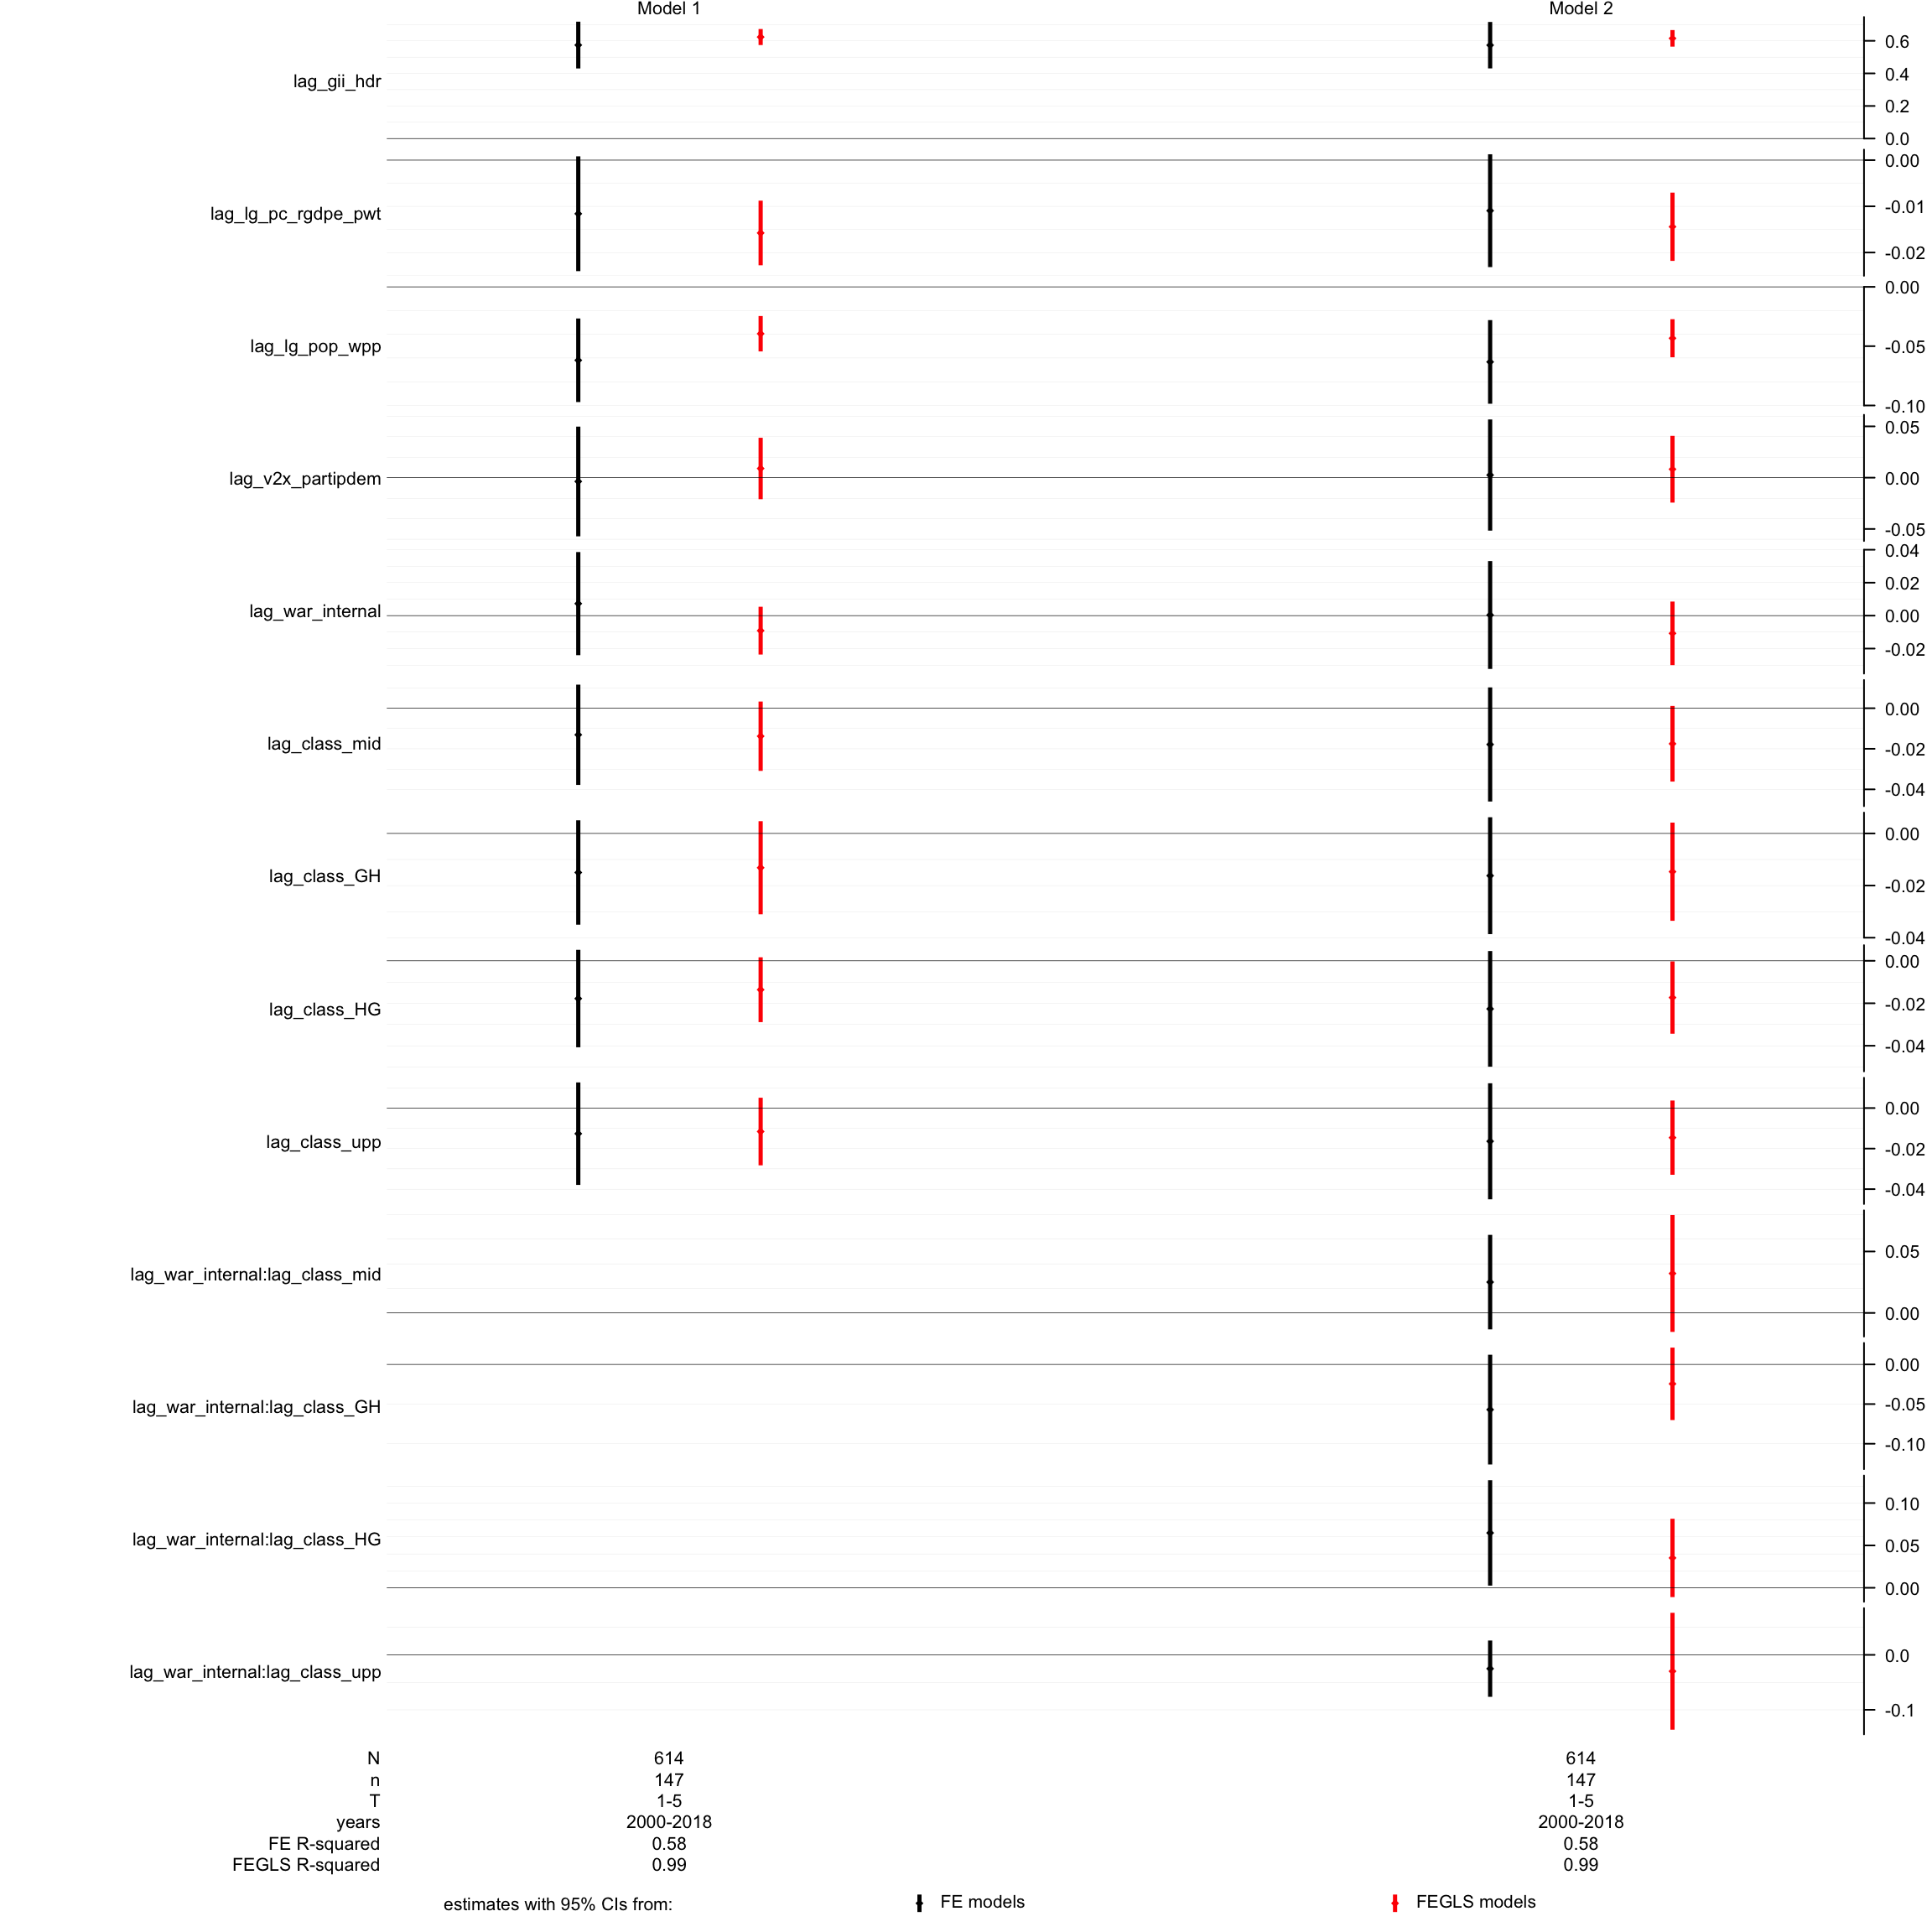 Model 1 Model 2
lag_gii_hdr
0.6
0.4
0.2
0.0
lag_lg_pc_rgdpe_pwt
0.00
-0.01
-0.02
lag_lg_pop_wpp
0.00
-0.05
-0.10
lag_v2x_partipdem
0.05
0.00
-0.05
lag_war_internal
0.04
0.02
0.00
-0.02
lag_class_mid
0.00
-0.02
-0.04
lag_class_GH
0.00
-0.02
-0.04
lag_class_HG
0.00
-0.02
-0.04
lag_class_upp
0.00
-0.02
-0.04
lag_war_internal:lag_class_mid
0.05
0.00
lag_war_internal:lag_class_GH
0.00
-0.05
-0.10
lag_war_internal:lag_class_HG
0.10
0.05
0.00
lag_war_internal:lag_class_upp
0.0
-0.1
N 614 614
n 147 147
T 1-5 1-5
years 2000-2018 2000-2018
FE R-squared 0.58 0.58
FEGLS R-squared 0.99 0.99
estimates with 95% CIs from: FE models FEGLS models